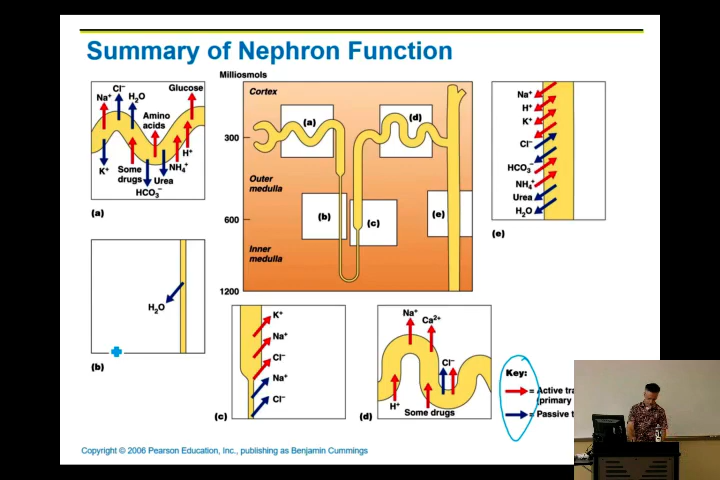 Summary of Nephron Function
Milliosmols
Cortex
300
Outer
medulla
600
Inner
medulla
1200
(a)
(b)
(c)
(d)
(e)
Na⁺
Cl⁻
H₂O
Glucose
Amino
acids
K⁺
Some
drugs
HCO₃⁻
Urea
NH₄⁺
H⁺
(a)
H₂O
(b)
K⁺
Na⁺
Cl⁻
Na⁺
Cl⁻
(c)
Na⁺
Ca²⁺
Cl⁻
H⁺
Some drugs
(d)
Na⁺
H⁺
K⁺
Cl⁻
HCO₃⁻
NH₄⁺
Urea
H₂O
(e)
Key:
= Active
(primary
= Passive
Copyright © 2006 Pearson Education, Inc., publishing as Benjamin Cummings